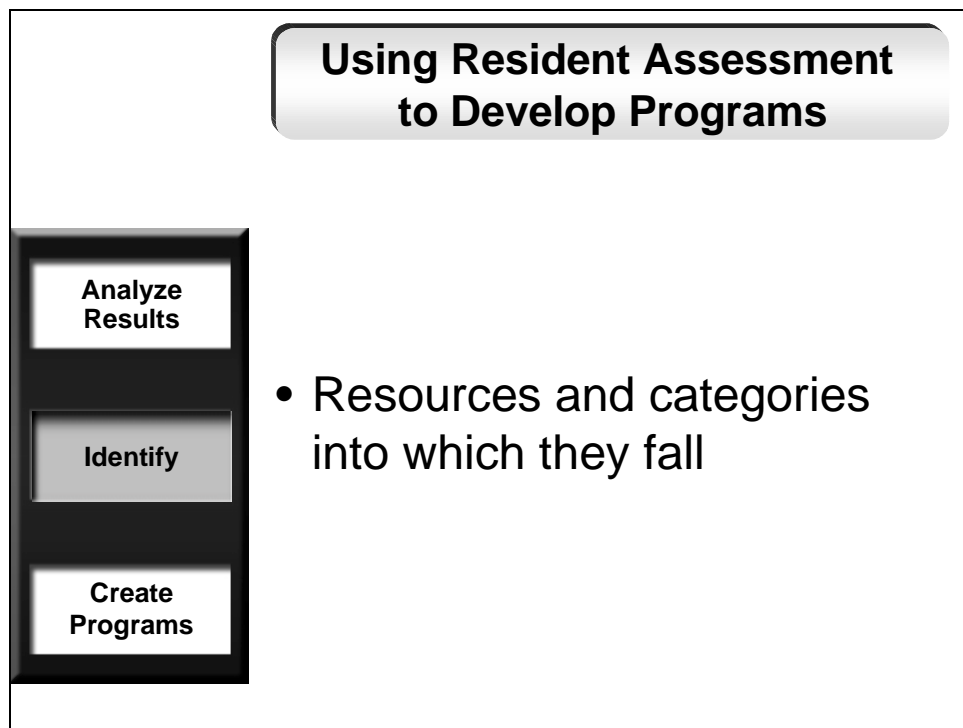 Using Resident Assessment
to Develop Programs
Analyze
Results
Identify
Create
Programs
• Resources and categories
into which they fall